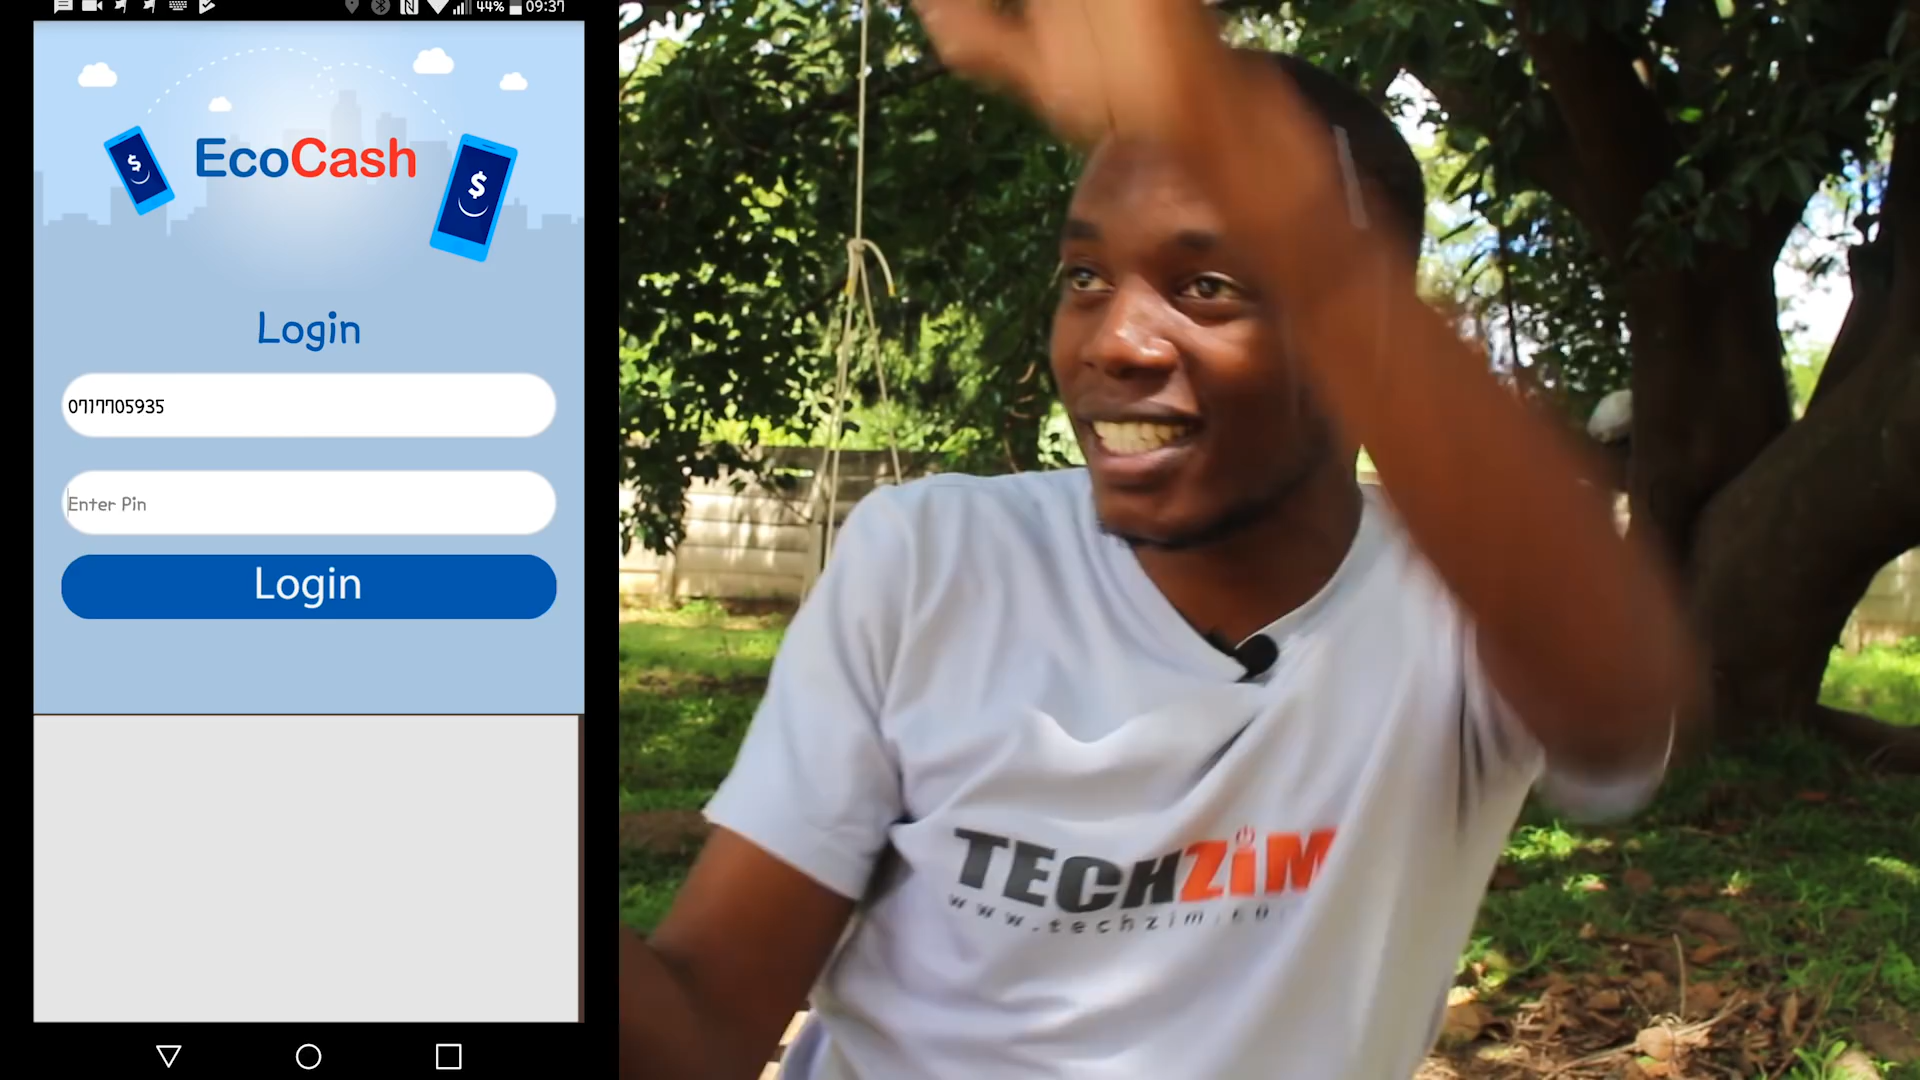 44% 09:37
$
EcoCash
$
Login
0717705935
Enter Pin
Login
TECHZiM
www.techzim.co.